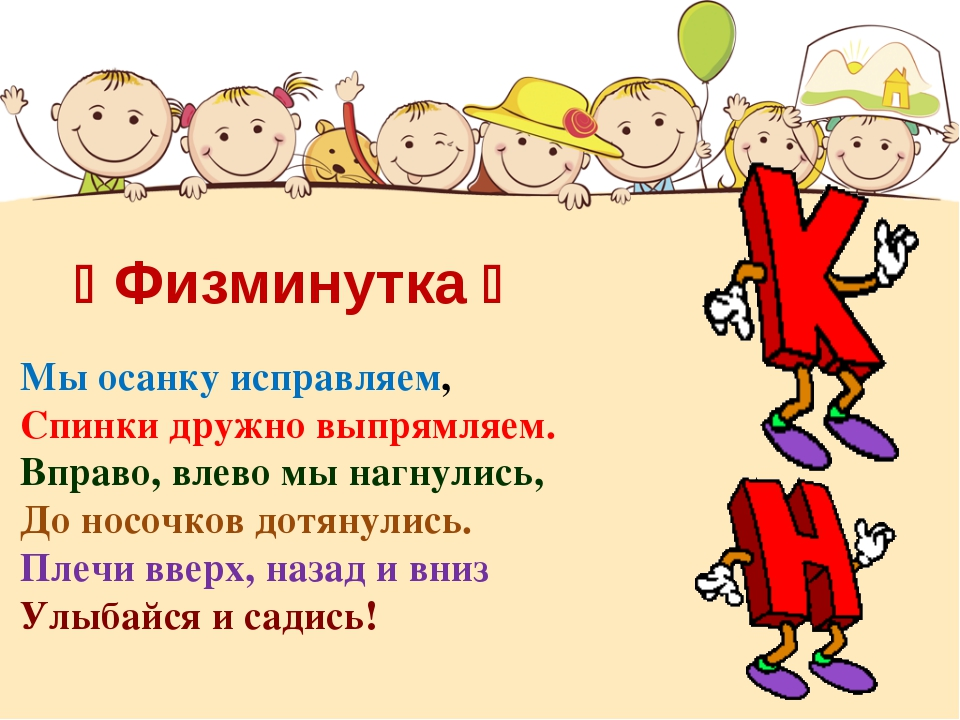 Физминутка
Мы осанку исправляем,
Спинки дружно выпрямляем.
Вправо, влево мы нагнулись,
До носочков дотянулись.
Плечи вверх, назад и вниз
Улыбайся и садись!
К
Н